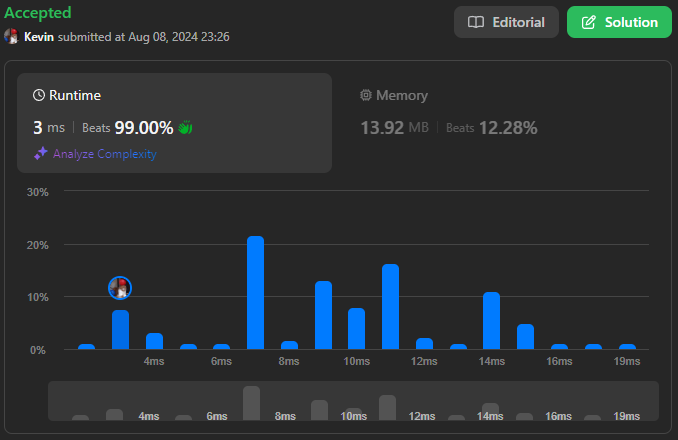 Accepted
Editorial
Solution
Kevin submitted at Aug 08, 2024 23:26
Runtime
3 ms | Beats 99.00%
Analyze Complexity
Memory
13.92 MB | Beats 12.28%
30%
20%
10%
0%
4ms 6ms 8ms 10ms 12ms 14ms 16ms 19ms
4ms 6ms 8ms 10ms 12ms 14ms 16ms 19ms